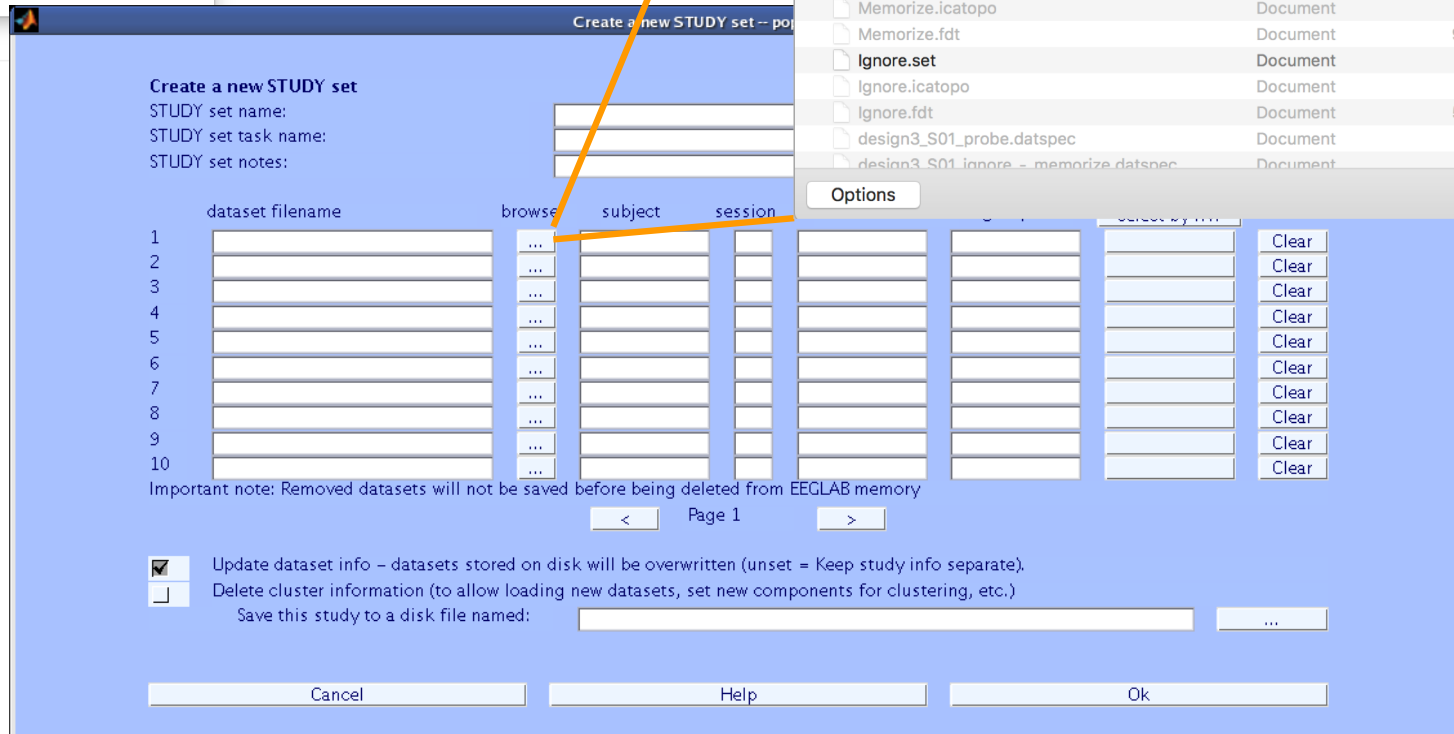 Create a new STUDY set -- pop
Memorize.icatopo Document
Memorize.fdt Document
Ignore.set Document
Ignore.icatopo Document
Ignore.fdt Document
design3_S01_probe.datspec Document
design3_S01_ignore - memorize.datspec Document
Options
Create a new STUDY set
STUDY set name:
STUDY set task name:
STUDY set notes:
dataset filename browse subject session
1 ... Clear
2 ... Clear
3 ... Clear
4 ... Clear
5 ... Clear
6 ... Clear
7 ... Clear
8 ... Clear
9 ... Clear
10 ... Clear
Important note: Removed datasets will not be saved before being deleted from EEGLAB memory
< Page 1 >
Update dataset info – datasets stored on disk will be overwritten (unset = Keep study info separate).
Delete cluster information (to allow loading new datasets, set new components for clustering, etc.)
Save this study to a disk file named: ...
Cancel Help Ok